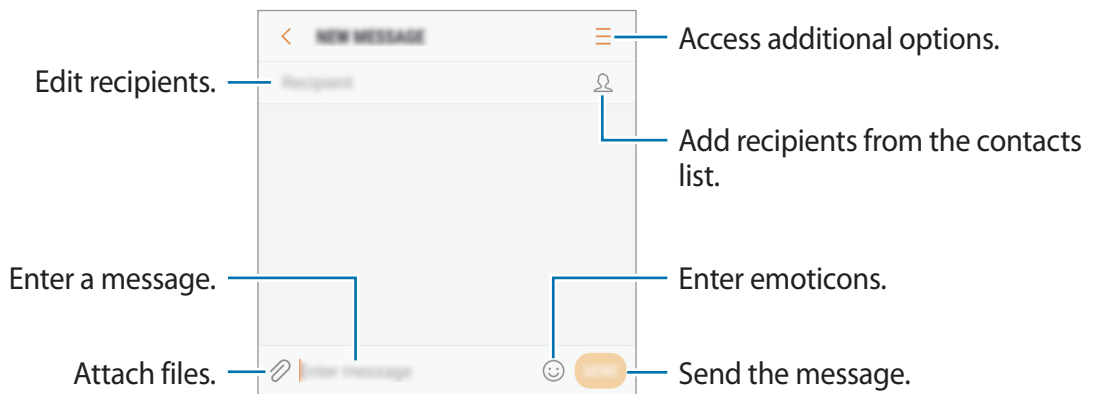 NEW MESSAGE
Access additional options.
Edit recipients.
Recipient
Add recipients from the contacts
list.
Enter a message.
Enter emoticons.
Attach files.
Enter message
SEND
Send the message.